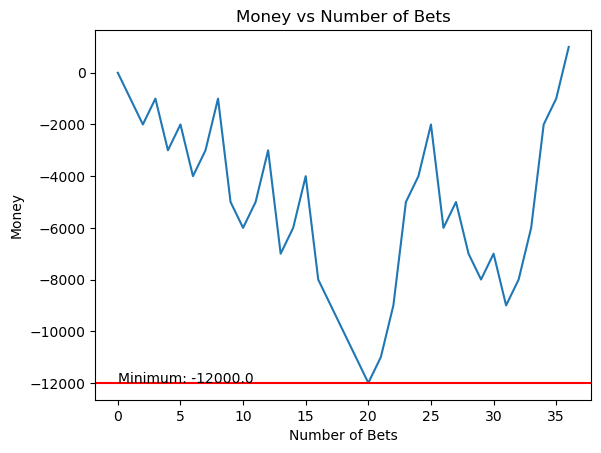 Money vs Number of Bets
0
−2000
−4000
−6000
−8000
−10000
−12000
Money
Minimum: -12000.0
0 5 10 15 20 25 30 35
Number of Bets